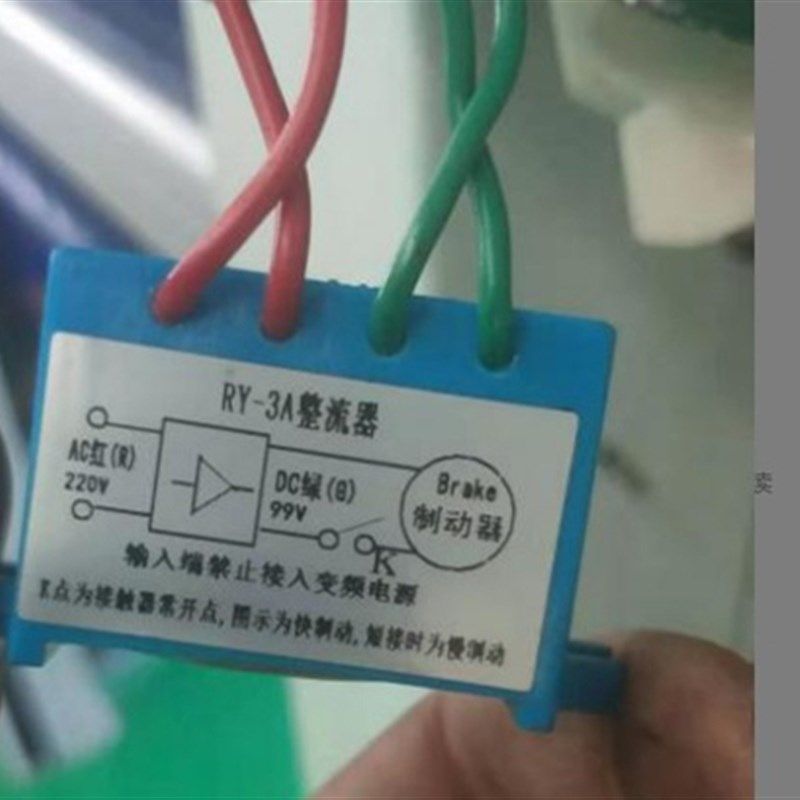 RY-3A整流器
AC红(R)
220V
DC绿(G)
99V
Brake
制动器
K
输入端禁止接入变频电源
K点为接触器常开点,图示为快制动,短接时为慢制动
卖